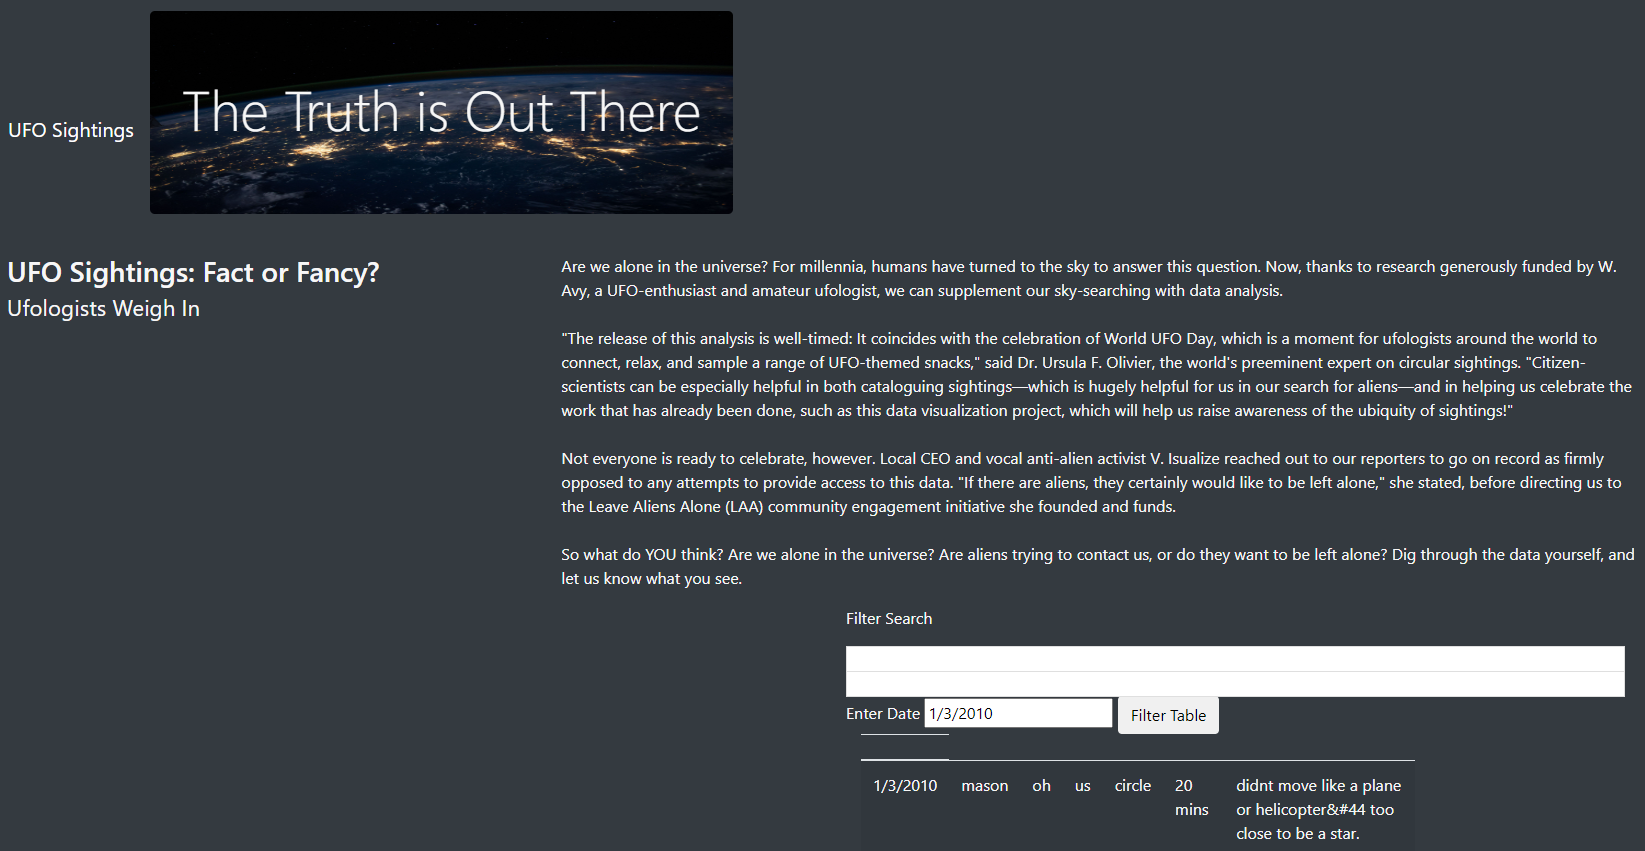 UFO Sightings
The Truth is Out There
UFO Sightings: Fact or Fancy?
Ufologists Weigh In
Are we alone in the universe? For millennia, humans have turned to the sky to answer this question. Now, thanks to research generously funded by W.
Avy, a UFO-enthusiast and amateur ufologist, we can supplement our sky-searching with data analysis.
"The release of this analysis is well-timed: It coincides with the celebration of World UFO Day, which is a moment for ufologists around the world to
connect, relax, and sample a range of UFO-themed snacks," said Dr. Ursula F. Olivier, the world's preeminent expert on circular sightings. "Citizen-
scientists can be especially helpful in both cataloguing sightings—which is hugely helpful for us in our search for aliens—and in helping us celebrate the
work that has already been done, such as this data visualization project, which will help us raise awareness of the ubiquity of sightings!"
Not everyone is ready to celebrate, however. Local CEO and vocal anti-alien activist V. Isualize reached out to our reporters to go on record as firmly
opposed to any attempts to provide access to this data. "If there are aliens, they certainly would like to be left alone," she stated, before directing us to
the Leave Aliens Alone (LAA) community engagement initiative she founded and funds.
So what do YOU think? Are we alone in the universe? Are aliens trying to contact us, or do they want to be left alone? Dig through the data yourself, and
let us know what you see.
Filter Search
Enter Date 1/3/2010 Filter Table
1/3/2010 mason oh us circle 20 didnt move like a plane
mins or helicopter&#44 too
close to be a star.